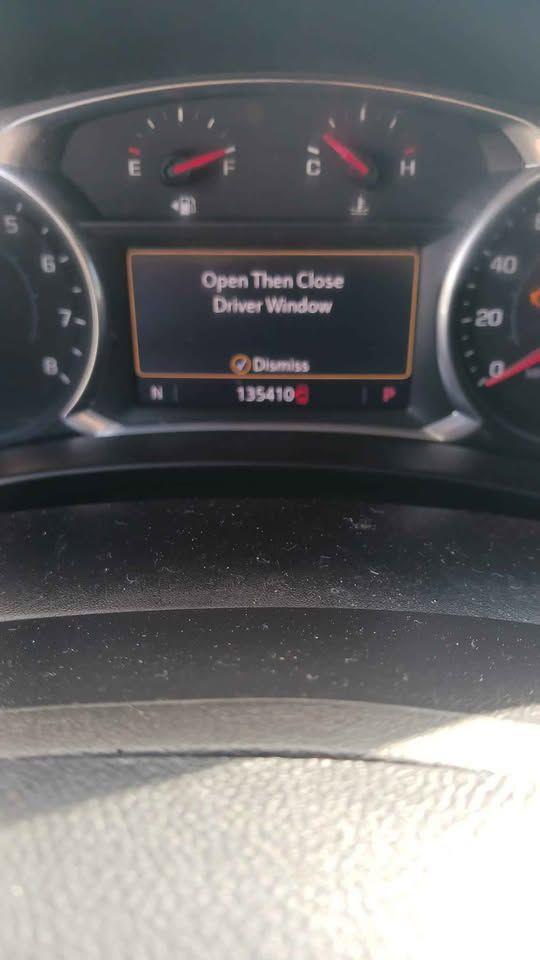 E F
C H
5
6
7
8
Open Then Close
Driver Window
Dismiss
N 135410 P
40
20
0